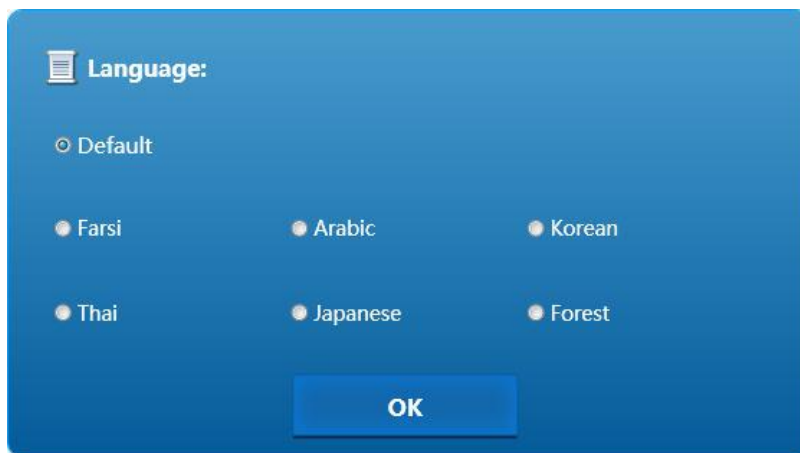 Language:
Default
Farsi Arabic Korean
Thai Japanese Forest
OK